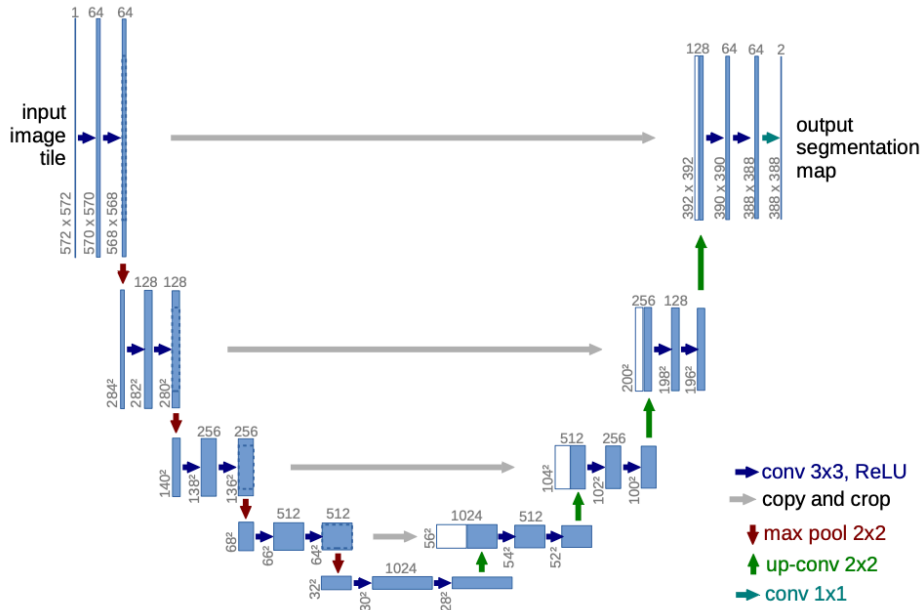 1 64 64
input
image
tile
572 x 572
570 x 570
568 x 568
128 64 64 2
output
segmentation
map
392 x 392
390 x 390
388 x 388
388 x 388
128 128
284²
282²
280²
256 128
200²
198²
196²
256 256
140²
138²
136²
512 256
104²
102²
100²
512 512
68²
66²
64²
1024 512
56²
54²
52²
1024
32²
30²
28²
conv 3x3, ReLU
copy and crop
max pool 2x2
up-conv 2x2
conv 1x1